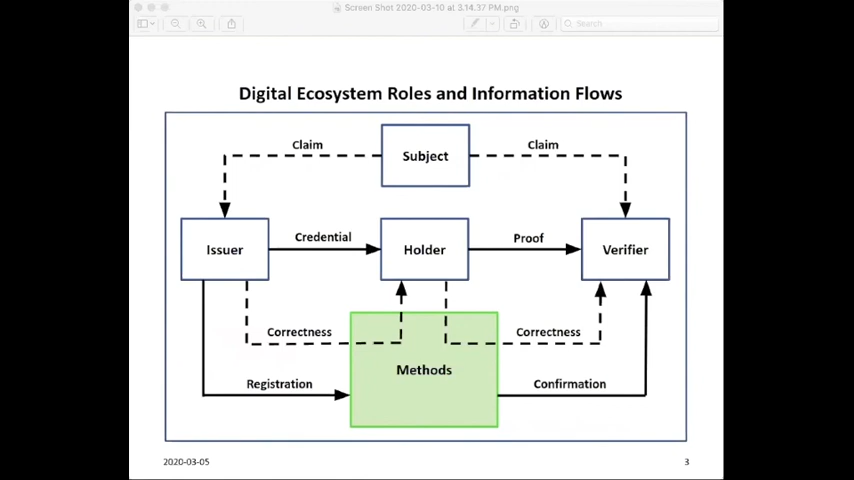 Screen Shot 2020-03-10 at 3.14.37 PM.png
Search
Digital Ecosystem Roles and Information Flows
Claim
Subject
Claim
Issuer
Credential
Holder
Proof
Verifier
Correctness
Correctness
Methods
Registration
Confirmation
2020-03-05
3